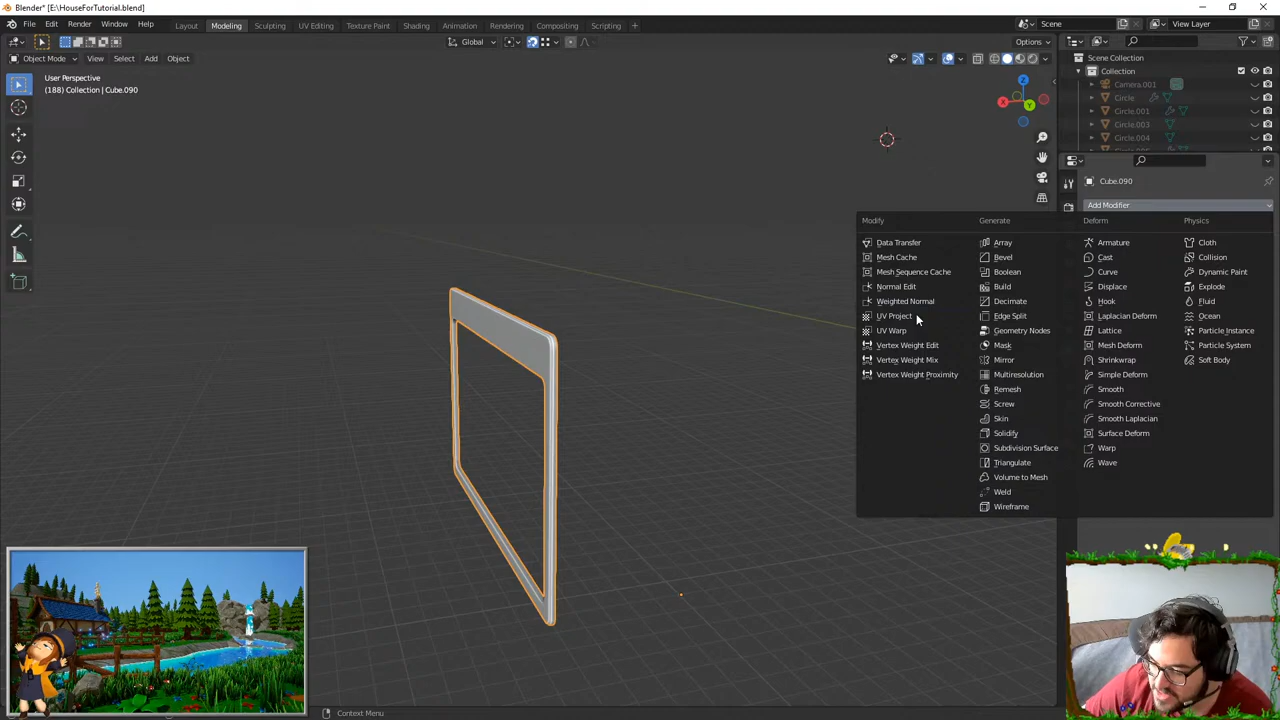 Blender* [E:\HouseForTutorial.blend]
File Edit Render Window Help Layout Modeling Sculpting UV Editing Texture Paint Shading Animation Rendering Compositing Scripting + Scene View Layer
Global Options
Object Mode View Select Add Object
User Perspective
(188) Collection | Cube.090
Scene Collection
Collection
Camera.001
Circle
Circle.001
Circle.003
Circle.004
X Y Z
Cube.090
Add Modifier
Modify Generate Deform Physics
Data Transfer Array Armature Cloth
Mesh Cache Bevel Cast Collision
Mesh Sequence Cache Boolean Curve Dynamic Paint
Normal Edit Build Displace Explode
Weighted Normal Decimate Hook Fluid
UV Project Edge Split Laplacian Deform Ocean
UV Warp Geometry Nodes Lattice Particle Instance
Vertex Weight Edit Mask Mesh Deform Particle System
Vertex Weight Mix Mirror Shrinkwrap Soft Body
Vertex Weight Proximity Multiresolution Simple Deform
Remesh Smooth
Screw Smooth Corrective
Skin Smooth Laplacian
Solidify Surface Deform
Subdivision Surface Warp
Triangulate Wave
Volume to Mesh
Weld
Wireframe
Context Menu